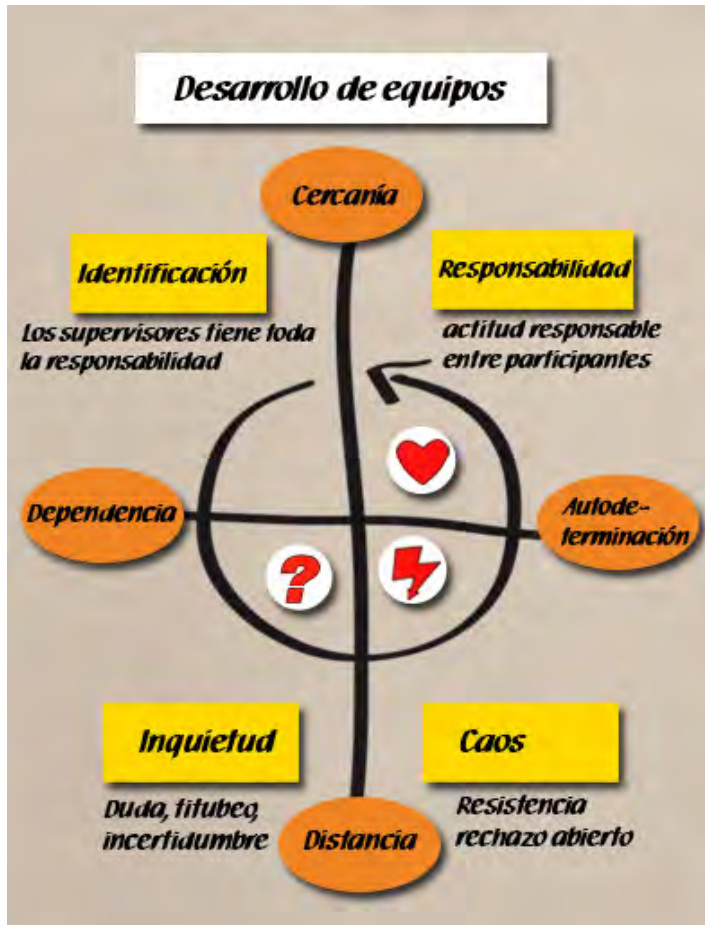 Desarrollo de equipos
Cercanía
Identificación
Los supervisores tiene toda
la responsabilidad
Responsabilidad
actitud responsable
entre participantes
Dependencia
Autode-
terminación
?
Inquietud
Duda, titubeo,
incertidumbre
Caos
Resistencia
rechazo abierto
Distancia